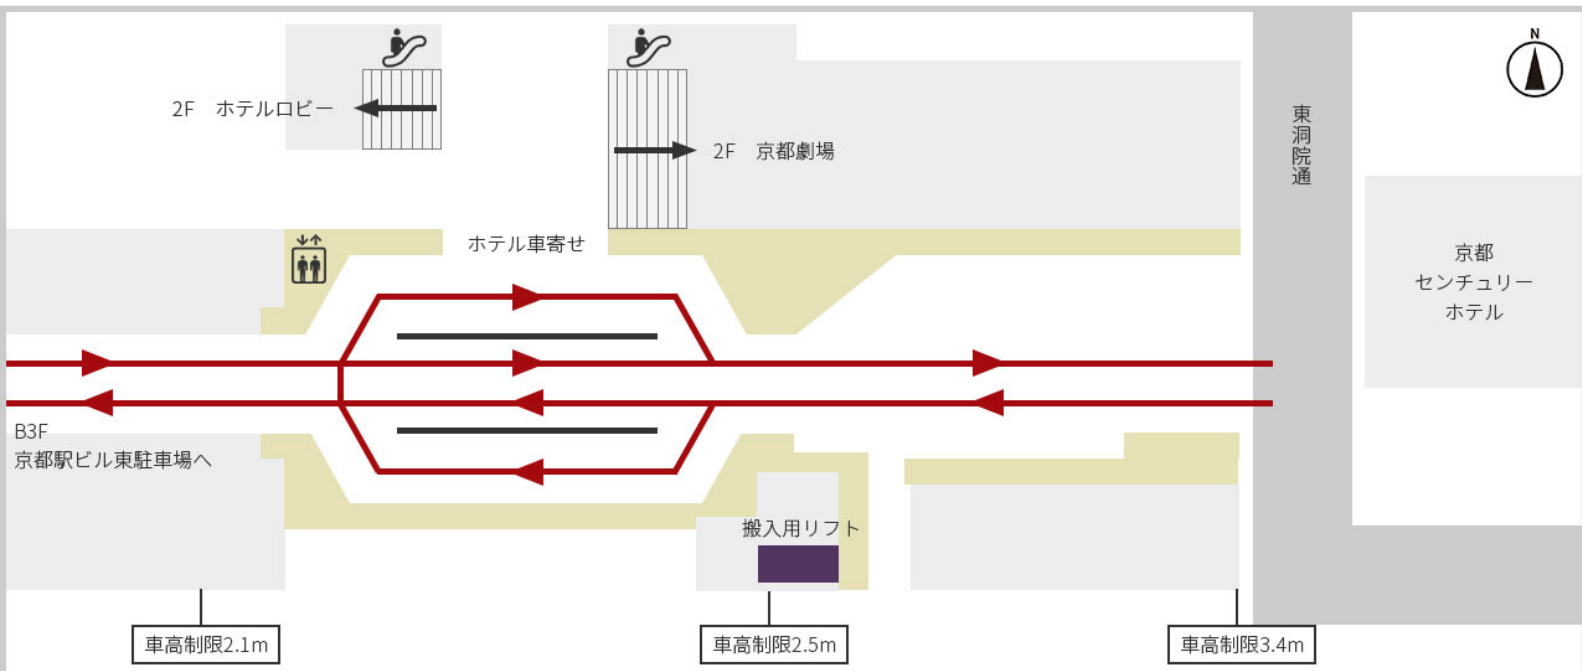 N
2F　ホテルロビー
2F　京都劇場
東洞院通
ホテル車寄せ
京都
センチュリー
ホテル
B3F
京都駅ビル東駐車場へ
搬入用リフト
車高制限2.1m
車高制限2.5m
車高制限3.4m